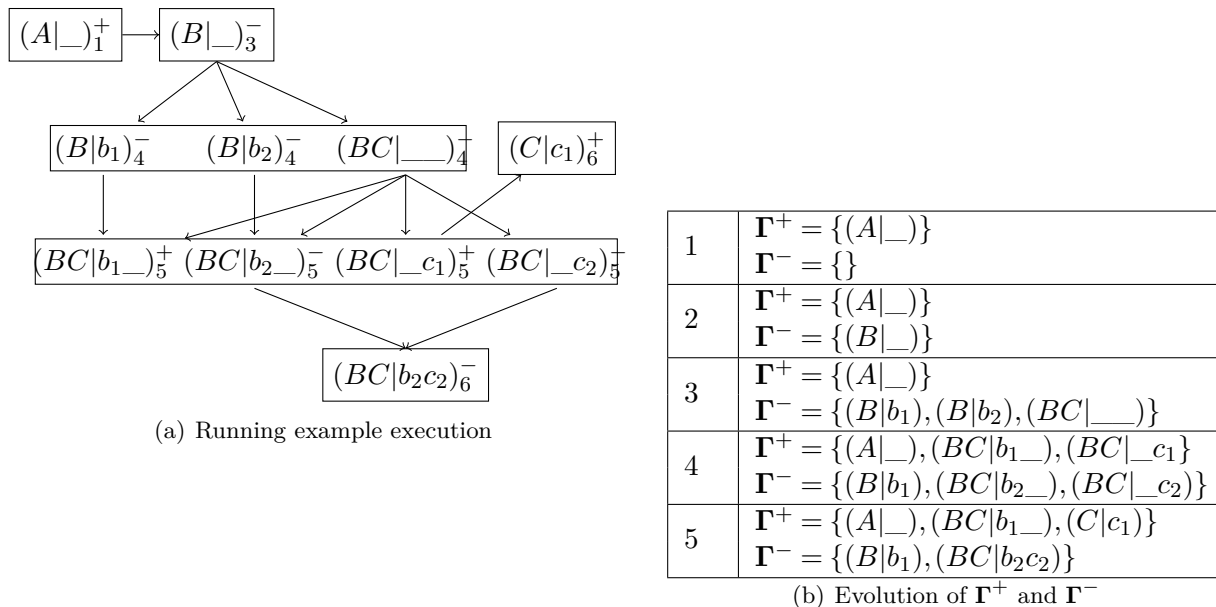 (A|_)₁⁺ (B|_)₃⁻
(B|b₁)₄⁻ (B|b₂)₄⁻ (BC|__)₄⁻ (C|c₁)₆⁺
(BC|b₁_)₅⁺ (BC|b₂_)₅⁻ (BC|_c₁)₅⁺ (BC|_c₂)₅⁻
(BC|b₂c₂)₆⁻
(a) Running example execution
1
Γ⁺ = {(A|_)}
Γ⁻ = {}
2
Γ⁺ = {(A|_)}
Γ⁻ = {(B|_)}
3
Γ⁺ = {(A|_)}
Γ⁻ = {(B|b₁), (B|b₂), (BC|__)}
4
Γ⁺ = {(A|_), (BC|b₁_), (BC|_c₁}
Γ⁻ = {(B|b₁), (BC|b₂_), (BC|_c₂)}
5
Γ⁺ = {(A|_), (BC|b₁_), (C|c₁)}
Γ⁻ = {(B|b₁), (BC|b₂c₂)}
(b) Evolution of Γ⁺ and Γ⁻